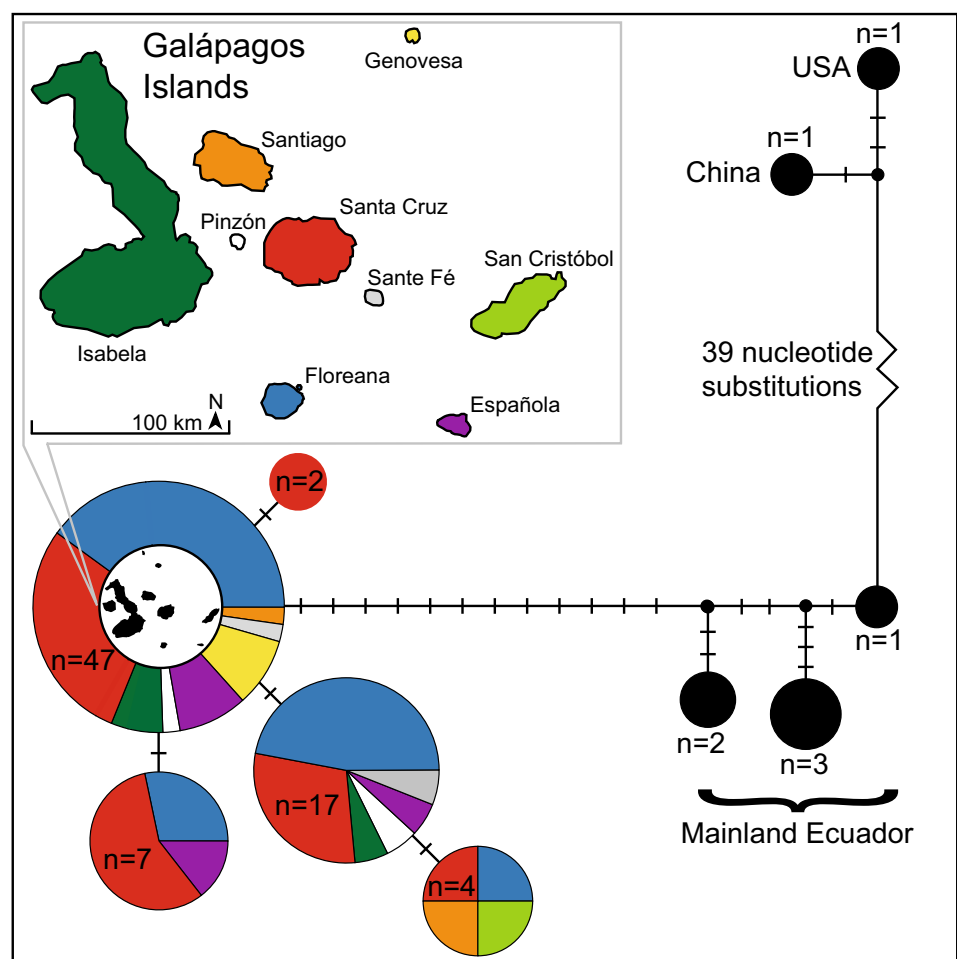 Galápagos
Islands
Genovesa
Santiago
Pinzón
Santa Cruz
Sante Fé
San Cristóbol
Isabela
Floreana
Española
100 km
N
n=1
USA
n=1
China
39 nucleotide
substitutions
n=2
n=47
n=1
n=2
n=3
n=17
n=7
n=4
Mainland Ecuador